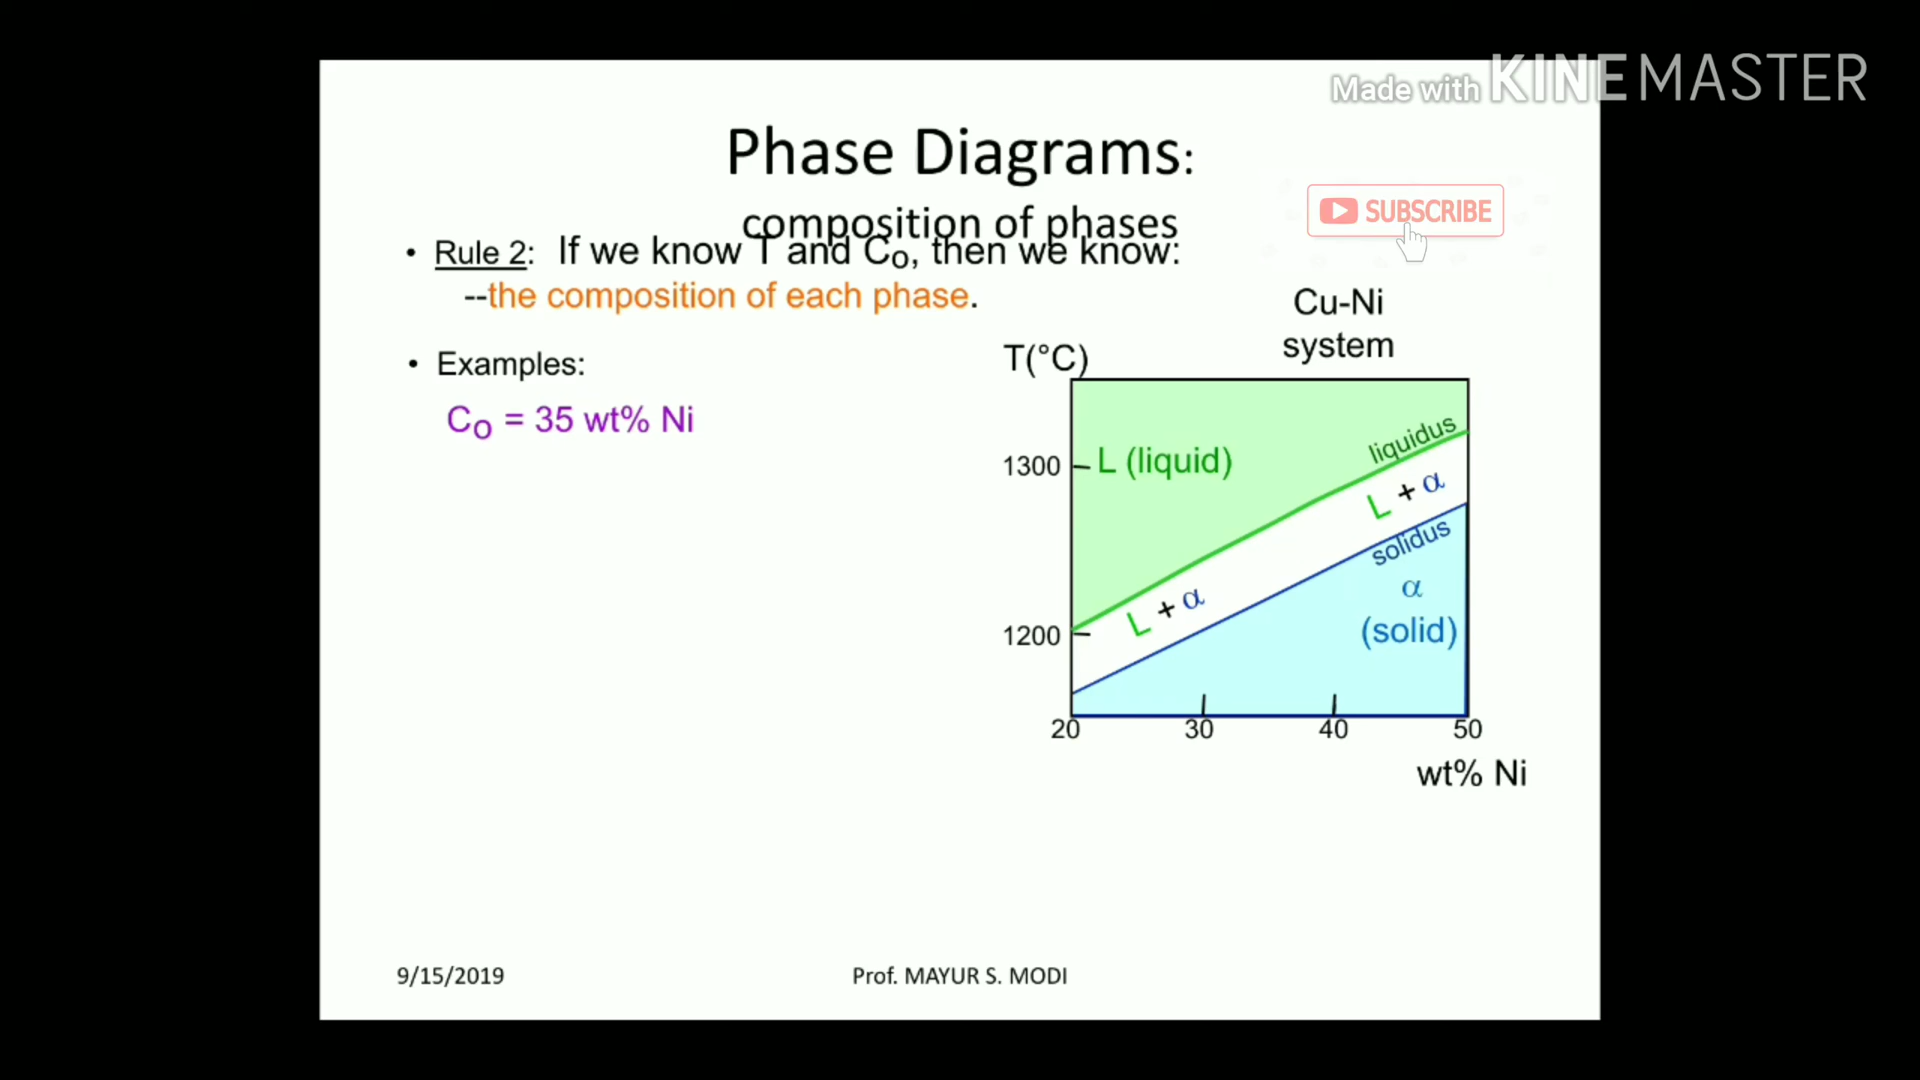 Made with KINEMASTER
Phase Diagrams:
SUBSCRIBE
composition of phases
• Rule 2: If we know T and Co, then we know:
--the composition of each phase.
Cu-Ni
system
• Examples:
T(°C)
Co = 35 wt% Ni
liquidus
1300
L (liquid)
L + α
solidus
α
L + α
(solid)
1200
20
30
40
50
wt% Ni
9/15/2019
Prof. MAYUR S. MODI